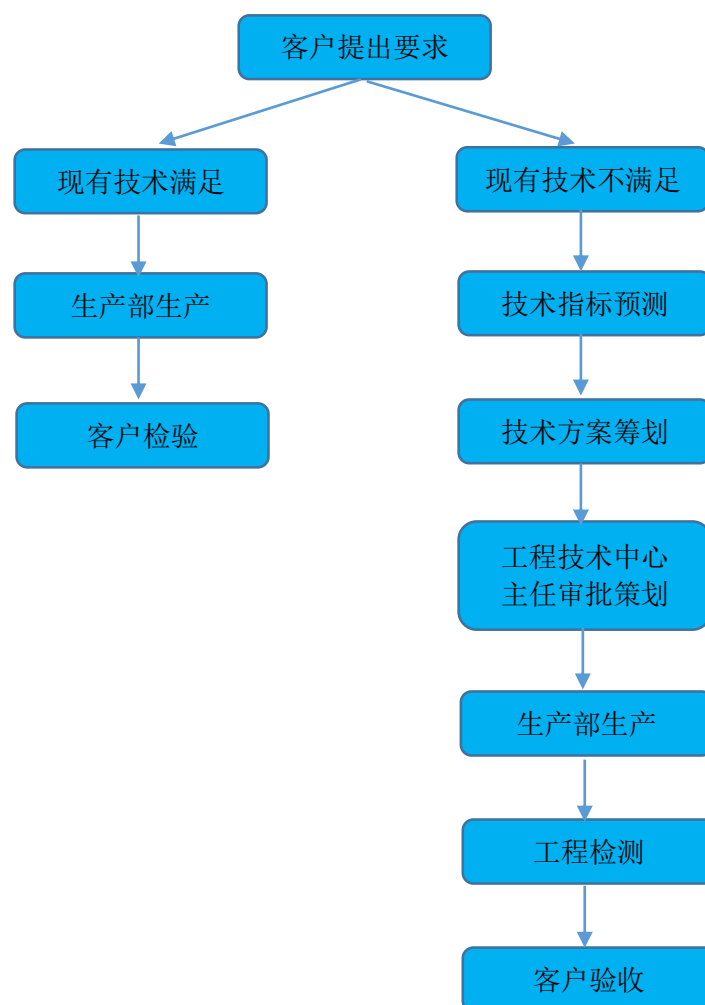 客户提出要求
现有技术满足
现有技术不满足
生产部生产
技术指标预测
客户检验
技术方案筹划
工程技术中心
主任审批策划
生产部生产
工程检测
客户验收